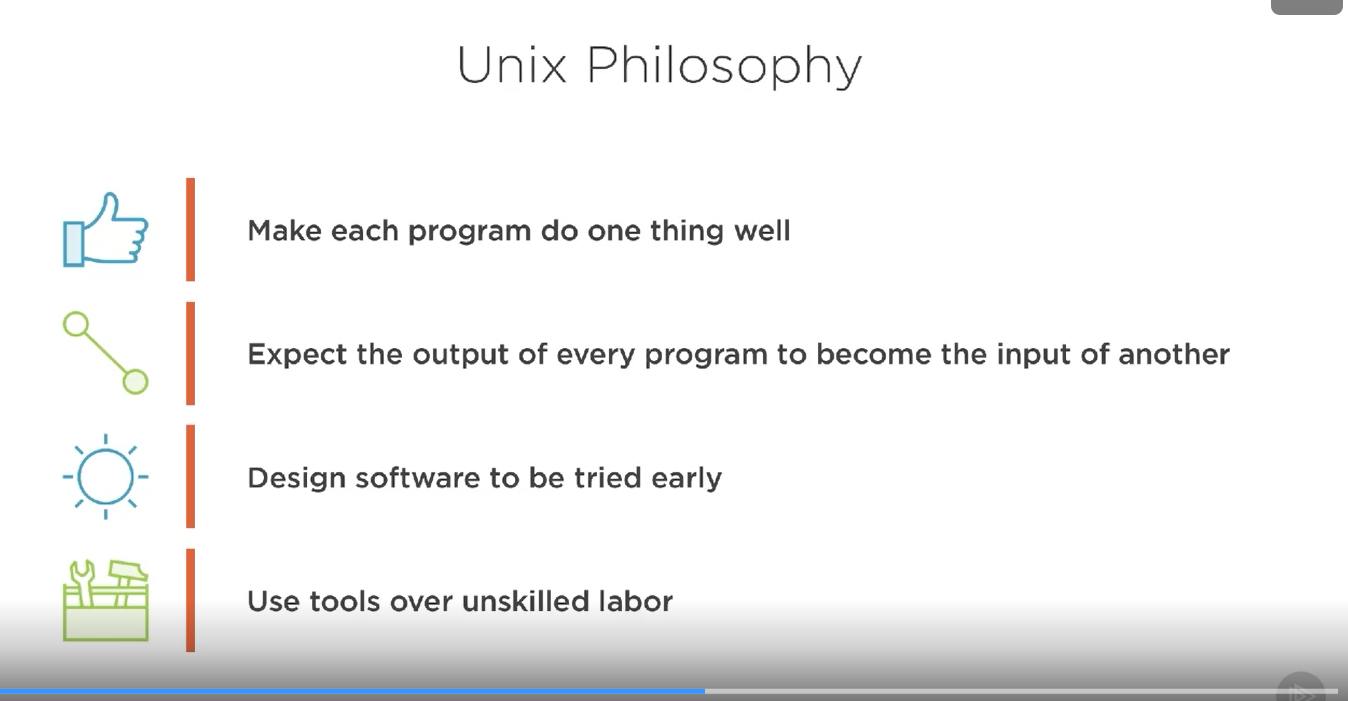 Unix Philosophy
Make each program do one thing well
Expect the output of every program to become the input of another
Design software to be tried early
Use tools over unskilled labor